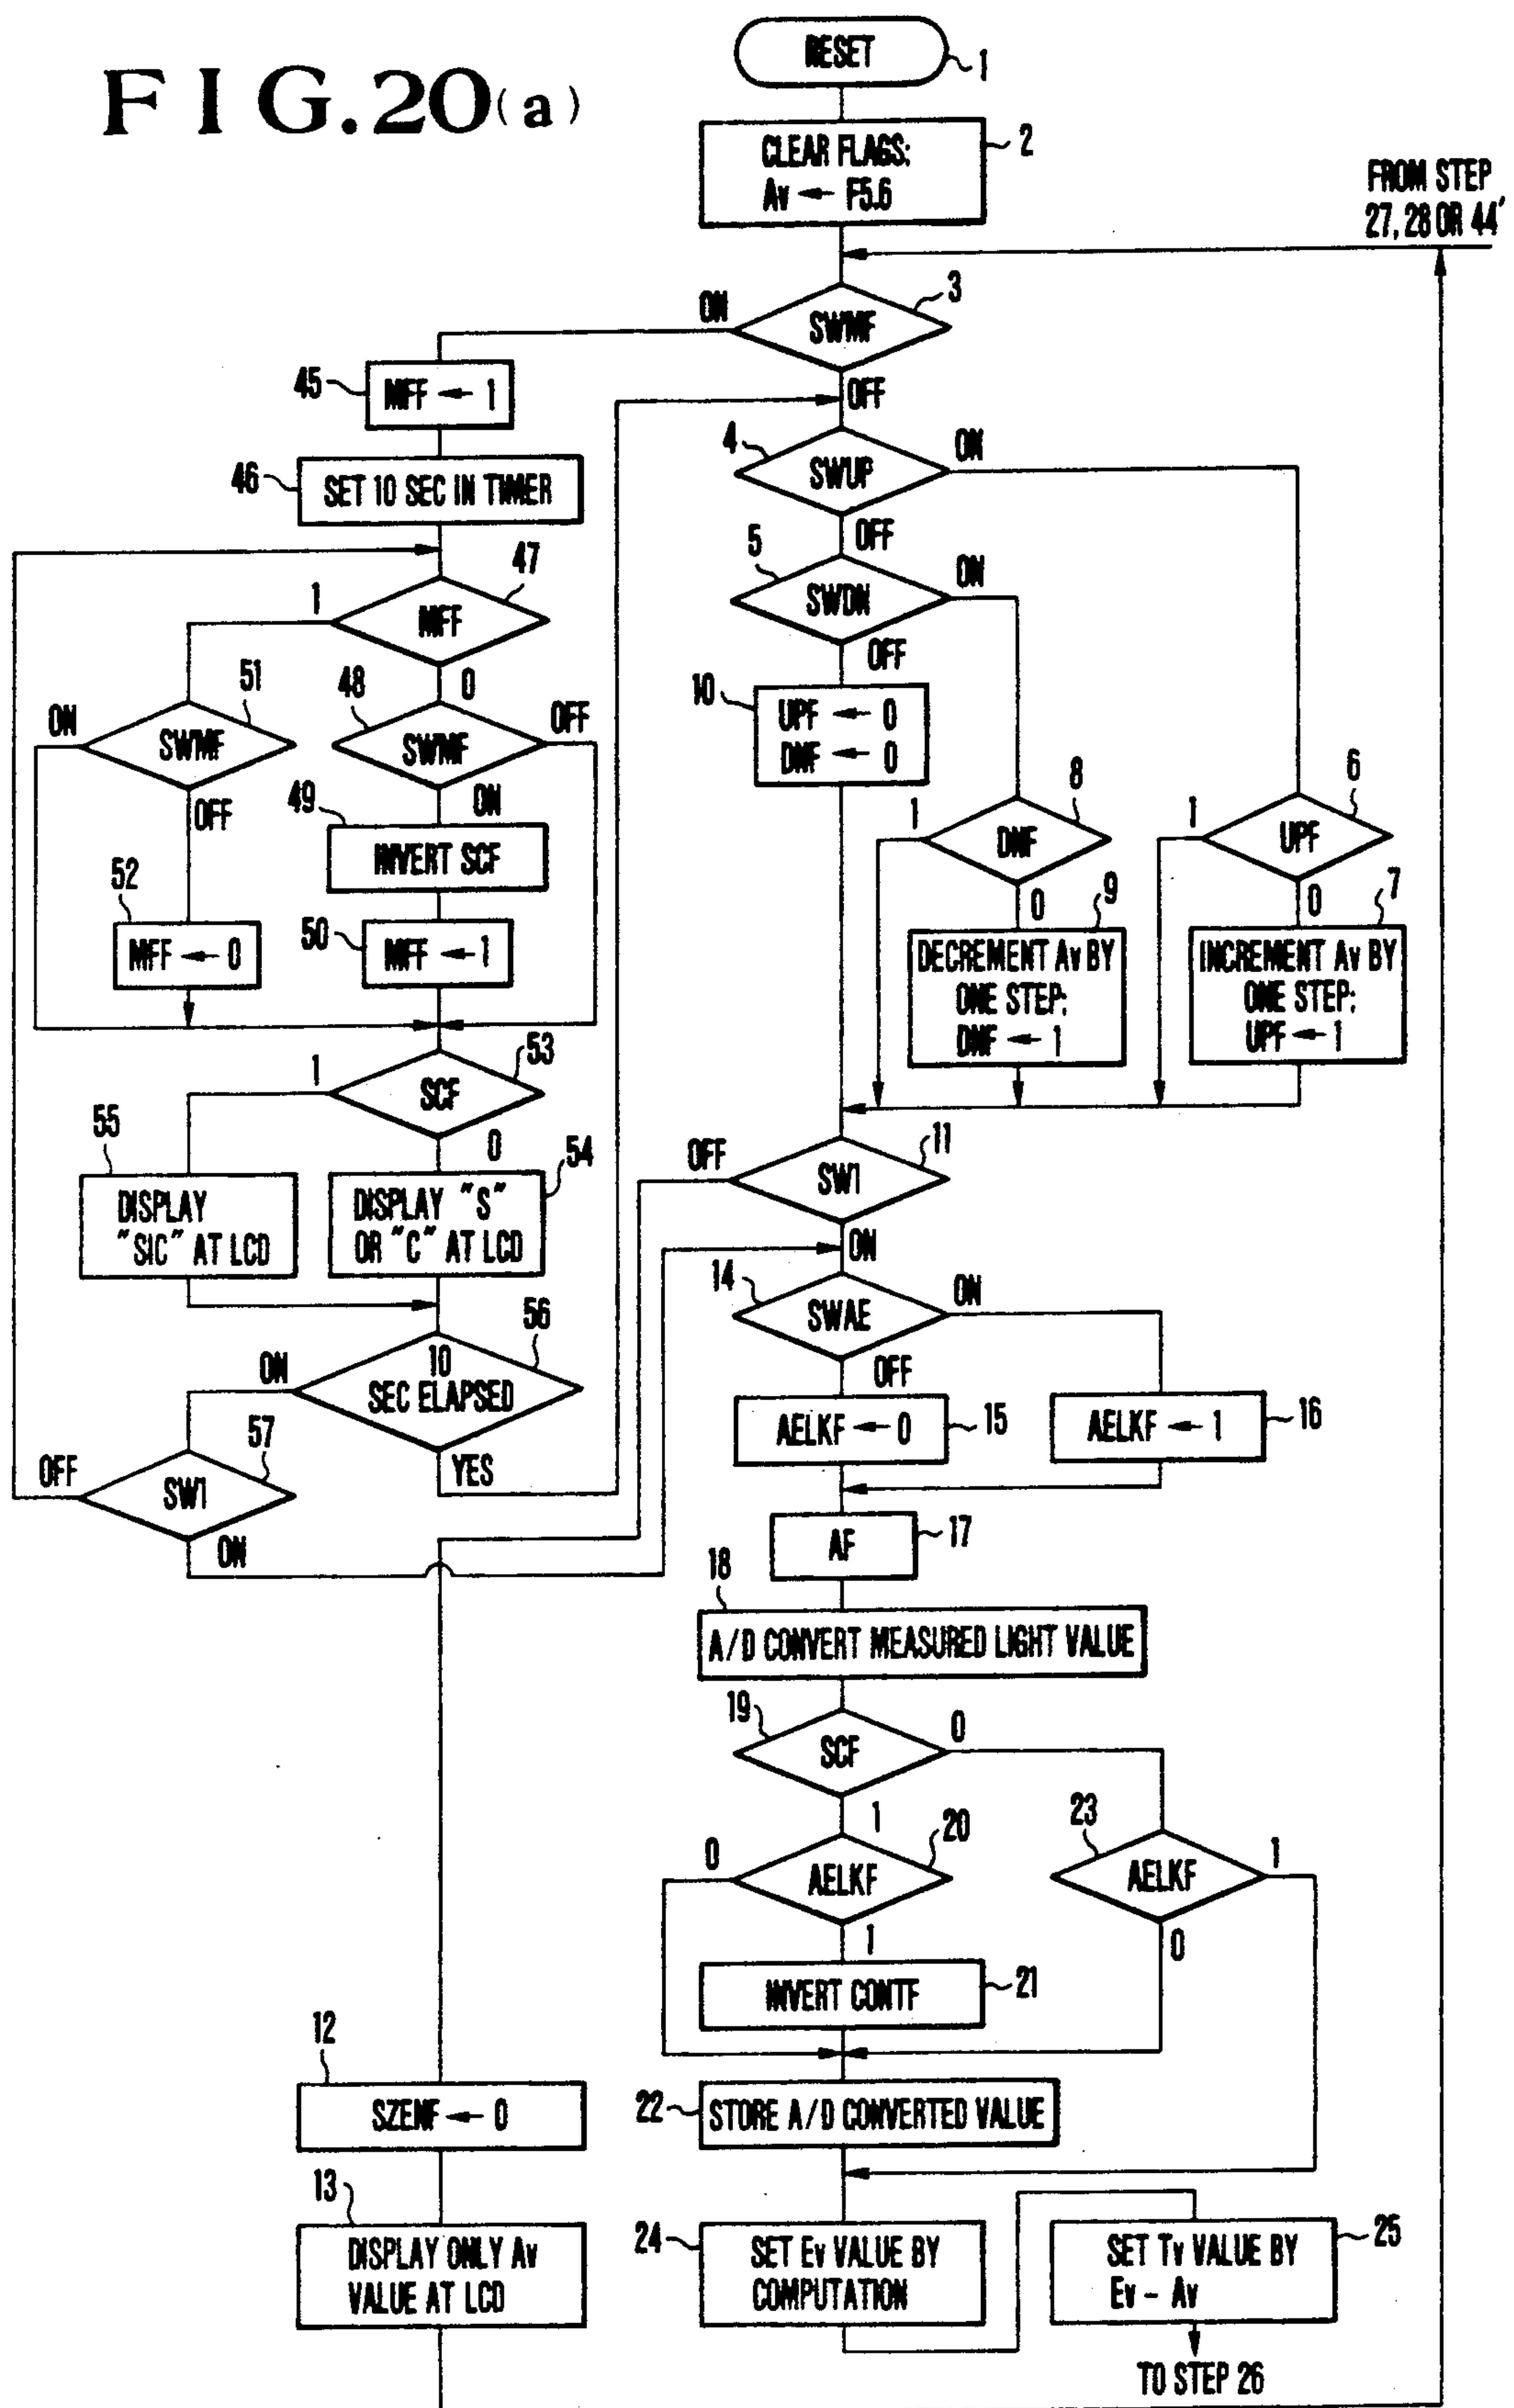 FIG.20(a)
RESET
1
CLEAR FLAGS:
Av ← F5.6
2
FROM STEP
27, 28 OR 44'
SWMF
3
ON
OFF
45
MFF ← 1
46
SET 10 SEC IN TIMER
4
SWUP
ON
OFF
5
SWDN
ON
OFF
47
MFF
1
0
10
UPF ← 0
DNF ← 0
51
SWMF
ON
OFF
48
SWMF
OFF
ON
49
INVERT SCF
8
DNF
1
0
6
UPF
1
0
52
MFF ← 0
50
MFF ← 1
9
DECREMENT Av BY
ONE STEP;
DNF ← 1
7
INCREMENT Av BY
ONE STEP;
UPF ← 1
53
SCF
1
0
55
DISPLAY
"SIC" AT LCD
54
DISPLAY "S"
OR "C" AT LCD
11
SW1
OFF
ON
14
SWAE
ON
OFF
56
10
SEC ELAPSED
ON
YES
15
AELKF ← 0
16
AELKF ← 1
57
SW1
OFF
ON
AF
17
18
A/D CONVERT MEASURED LIGHT VALUE
19
SCF
0
1
20
AELKF
0
1
23
AELKF
1
0
INVERT CONTF
21
12
SZENF ← 0
22
STORE A/D CONVERTED VALUE
13
DISPLAY ONLY Av
VALUE AT LCD
24
SET Ev VALUE BY
COMPUTATION
SET Tv VALUE BY
Ev - Av
25
TO STEP 26